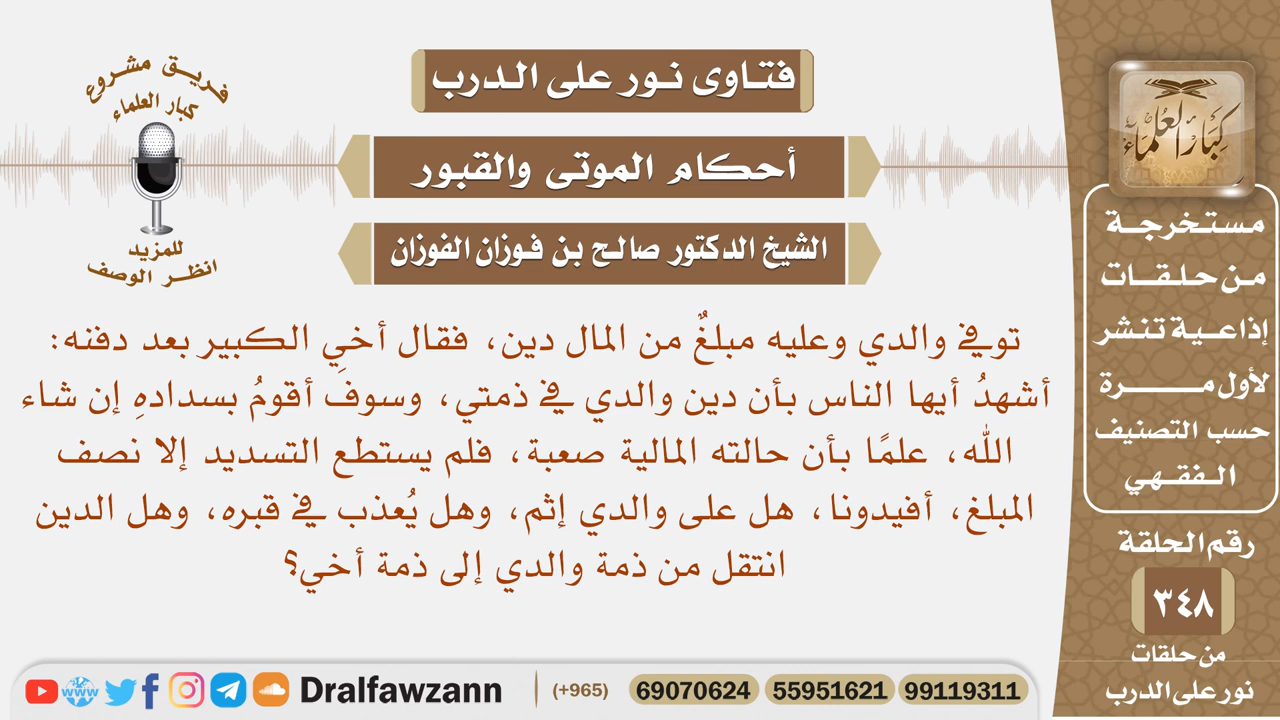 فتاوى نور على الدرب
أحكام الموتى والقبور
الشيخ الدكتور صالح بن فوزان الفوزان
فريق مشروع
كبار العلماء
للمزيد
انظر الوصف
توفي والدي وعليه مبلغٌ من المال دين، فقال أخي الكبير بعد دفنه:
أشهدُ أيها الناس بأن دين والدي في ذمتي، وسوفَ أقومُ بسدادهِ إن شاء
الله، علمًا بأن حالته المالية صعبة، فلم يستطع التسديد إلا نصف
المبلغ، أفيدونا، هل على والدي إثم، وهل يُعذب في قبره، وهل الدين
انتقل من ذمة والدي إلى ذمة أخي؟
كبار العلماء
مستخرجة
من حلقات
إذاعية تنشر
لأول مرة
حسب التصنيف
الفقهي
رقم الحلقة
٣٤٨
من حلقات
نور على الدرب
www Dralfawzann (+965) 69070624 55951621 99119311